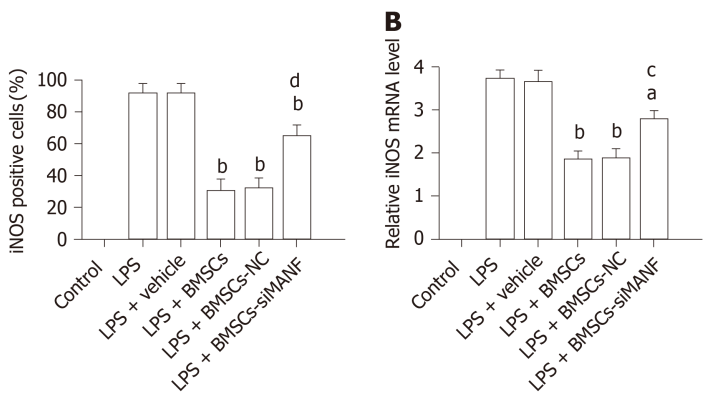 B
iNOS positive cells (%)
100
80
60
40
20
0
b
b
d
b
Control
LPS
LPS + vehicle
LPS + BMSCs
LPS + BMSCs-NC
LPS + BMSCs-siMANF
Relative iNOS mRNA level
4
3
2
1
0
b
b
c
a
Control
LPS
LPS + vehicle
LPS + BMSCs
LPS + BMSCs-NC
LPS + BMSCs-siMANF